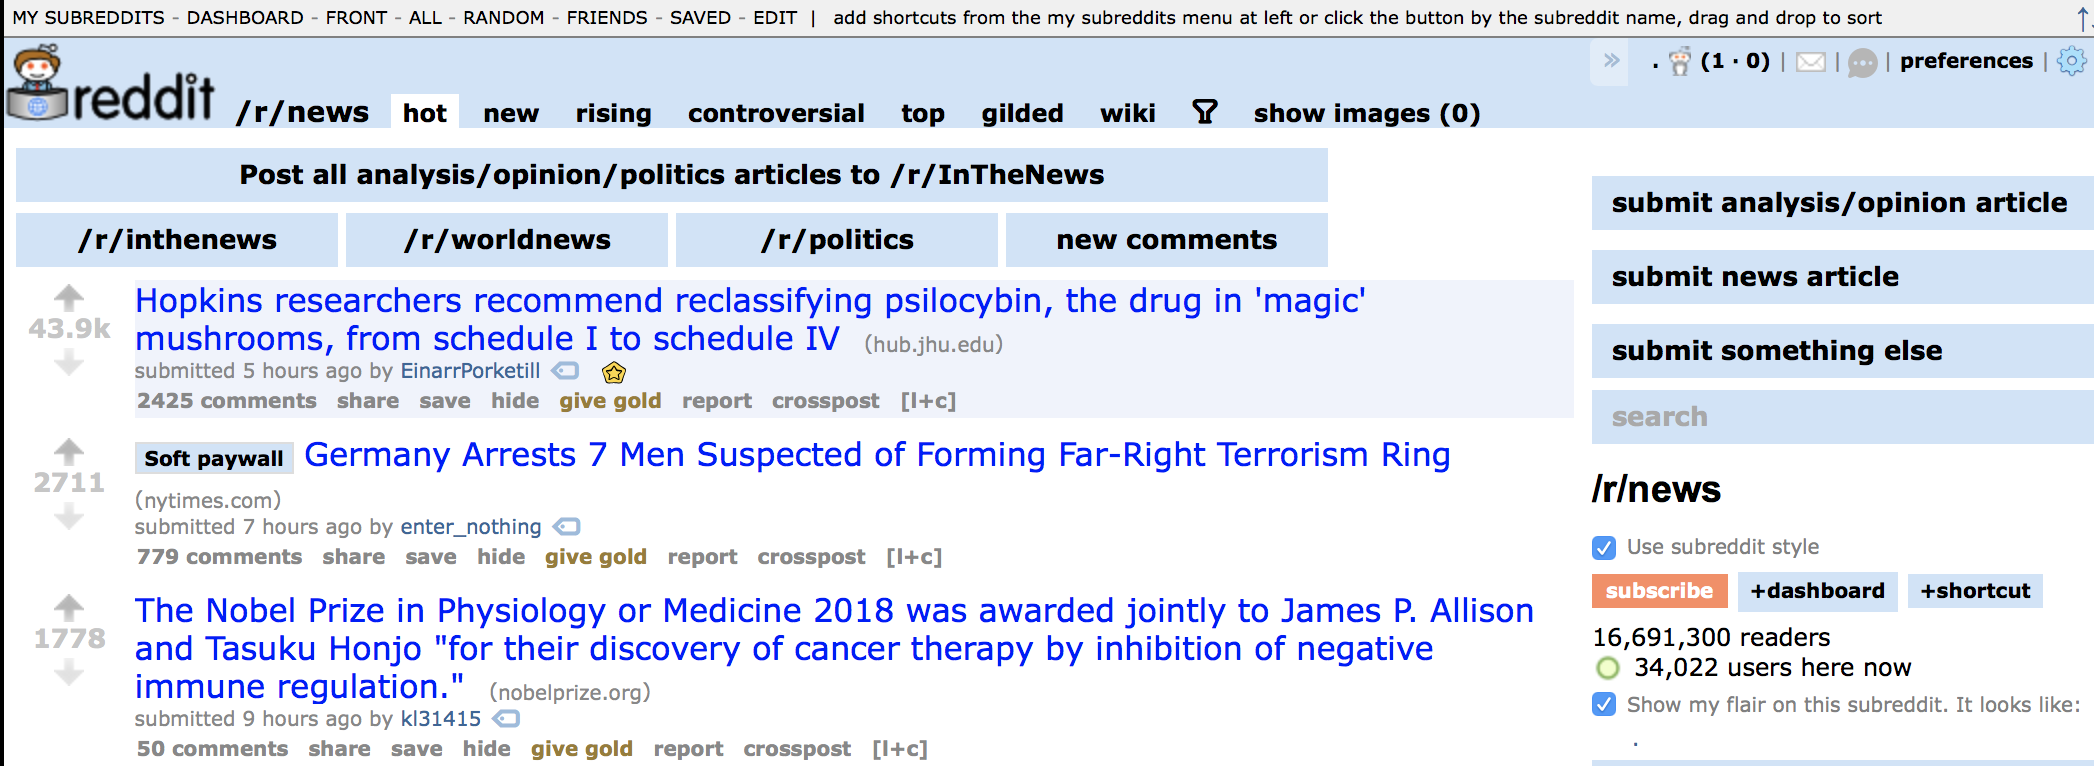 MY SUBREDDITS - DASHBOARD - FRONT - ALL - RANDOM - FRIENDS - SAVED - EDIT | add shortcuts from the my subreddits menu at left or click the button by the subreddit name, drag and drop to sort
» . (1 · 0) | | | preferences |
reddit /r/news hot new rising controversial top gilded wiki show images (0)
Post all analysis/opinion/politics articles to /r/InTheNews
/r/inthenews /r/worldnews /r/politics new comments
Hopkins researchers recommend reclassifying psilocybin, the drug in 'magic'
mushrooms, from schedule I to schedule IV (hub.jhu.edu)
43.9k
submitted 5 hours ago by EinarrPorketill
2425 comments share save hide give gold report crosspost [l+c]
Soft paywall Germany Arrests 7 Men Suspected of Forming Far-Right Terrorism Ring
2711
(nytimes.com)
submitted 7 hours ago by enter_nothing
779 comments share save hide give gold report crosspost [l+c]
The Nobel Prize in Physiology or Medicine 2018 was awarded jointly to James P. Allison
1778
and Tasuku Honjo "for their discovery of cancer therapy by inhibition of negative
immune regulation." (nobelprize.org)
submitted 9 hours ago by kl31415
50 comments share save hide give gold report crosspost [l+c]
submit analysis/opinion article
submit news article
submit something else
search
/r/news
Use subreddit style
subscribe +dashboard +shortcut
16,691,300 readers
34,022 users here now
Show my flair on this subreddit. It looks like:
.